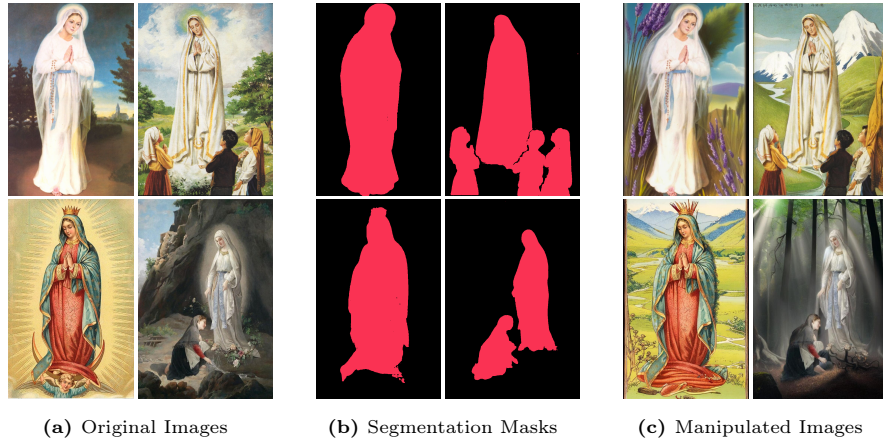 (a) Original Images
(b) Segmentation Masks
(c) Manipulated Images